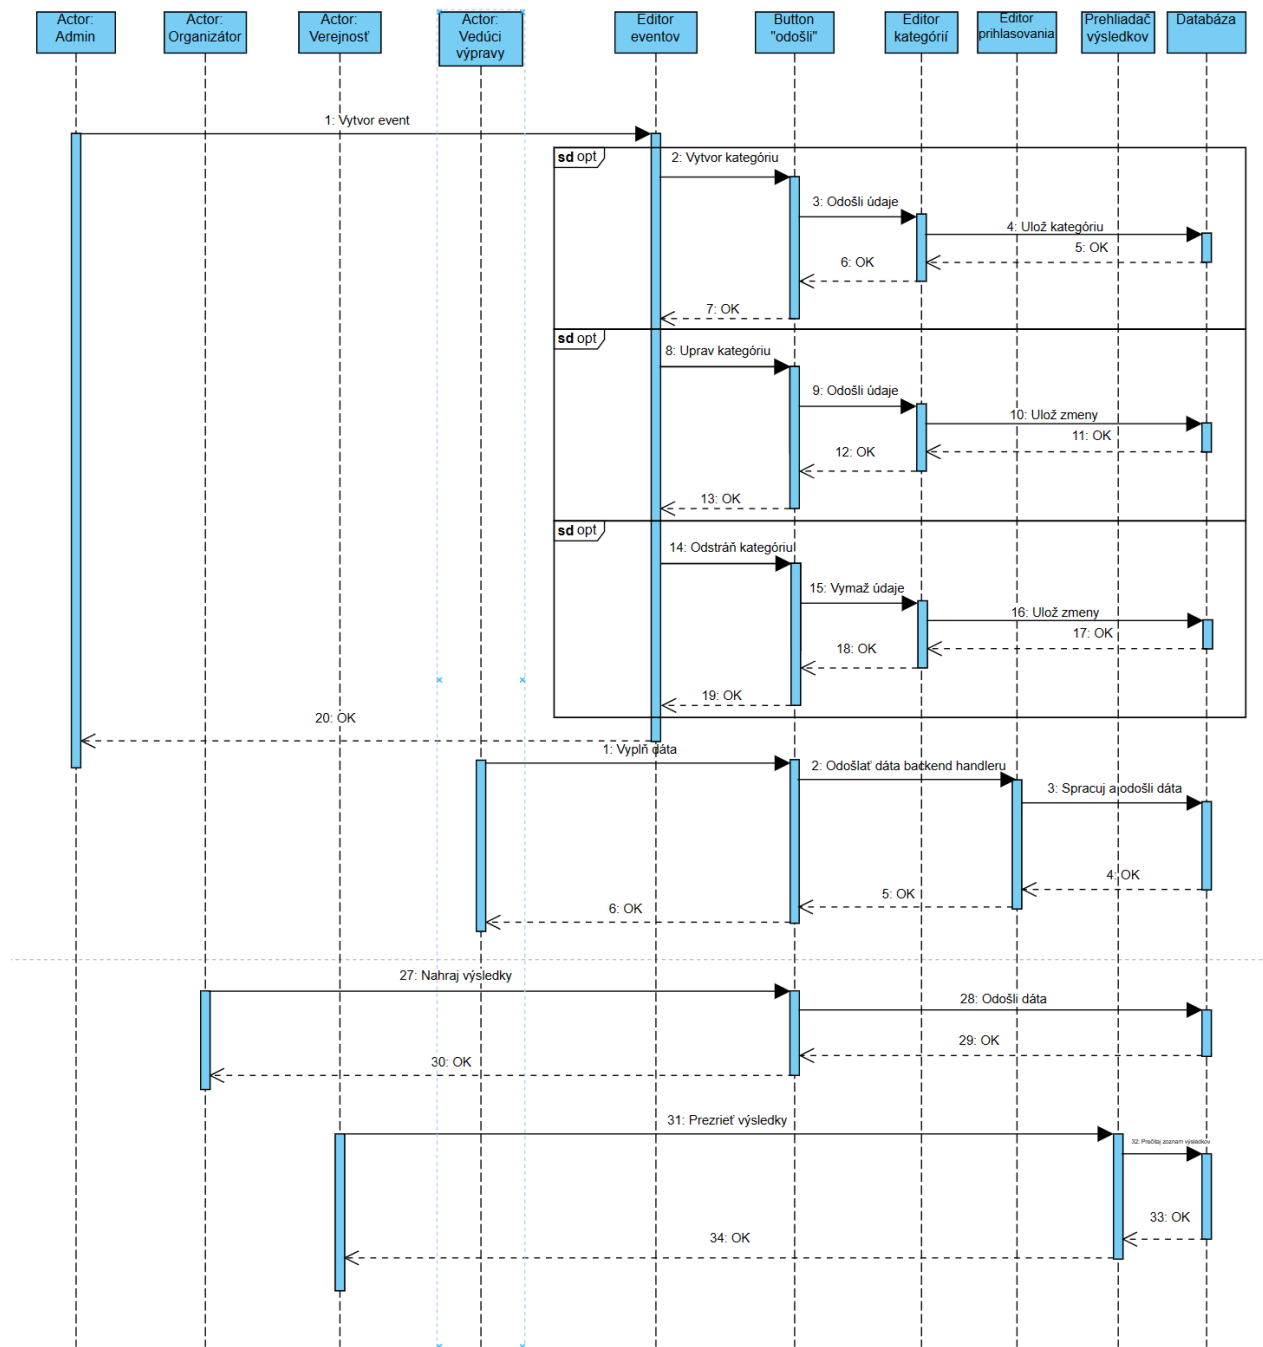 Actor:
Admin
Actor:
Organizátor
Actor:
Verejnosť
Actor:
Vedúci
výpravy
Editor
eventov
Button
"odošli"
Editor
kategórií
Editor
prihlasovania
Prehliadač
výsledkov
Databáza
1: Vytvor event
sd opt
2: Vytvor kategóriu
3: Odošli údaje
4: Ulož kategóriu
5: OK
6: OK
7: OK
sd opt
8: Uprav kategóriu
9: Odošli údaje
10: Ulož zmeny
11: OK
12: OK
13: OK
sd opt
14: Odstráň kategóriu
15: Vymaž údaje
16: Ulož zmeny
17: OK
18: OK
19: OK
20: OK
1: Vyplň dáta
2: Odošlať dáta backend handleru
3: Spracuj a odošli dáta
4: OK
5: OK
6: OK
27: Nahraj výsledky
28: Odošli dáta
29: OK
30: OK
31: Prezrieť výsledky
32: Prečítaj zoznam výsledkov
33: OK
34: OK